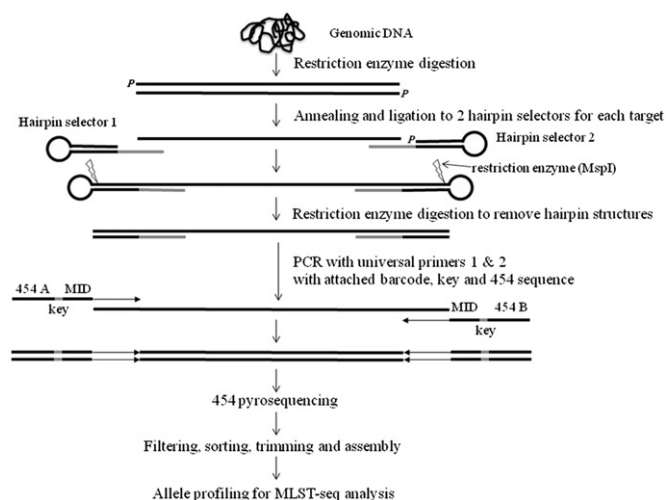 Genomic DNA
Restriction enzyme digestion
P
P
Annealing and ligation to 2 hairpin selectors for each target
Hairpin selector 1
P
Hairpin selector 2
restriction enzyme (MspI)
Restriction enzyme digestion to remove hairpin structures
PCR with universal primers 1 & 2
with attached barcode, key and 454 sequence
454 A MID
key
MID 454 B
key
454 pyrosequencing
Filtering, sorting, trimming and assembly
Allele profiling for MLST-seq analysis